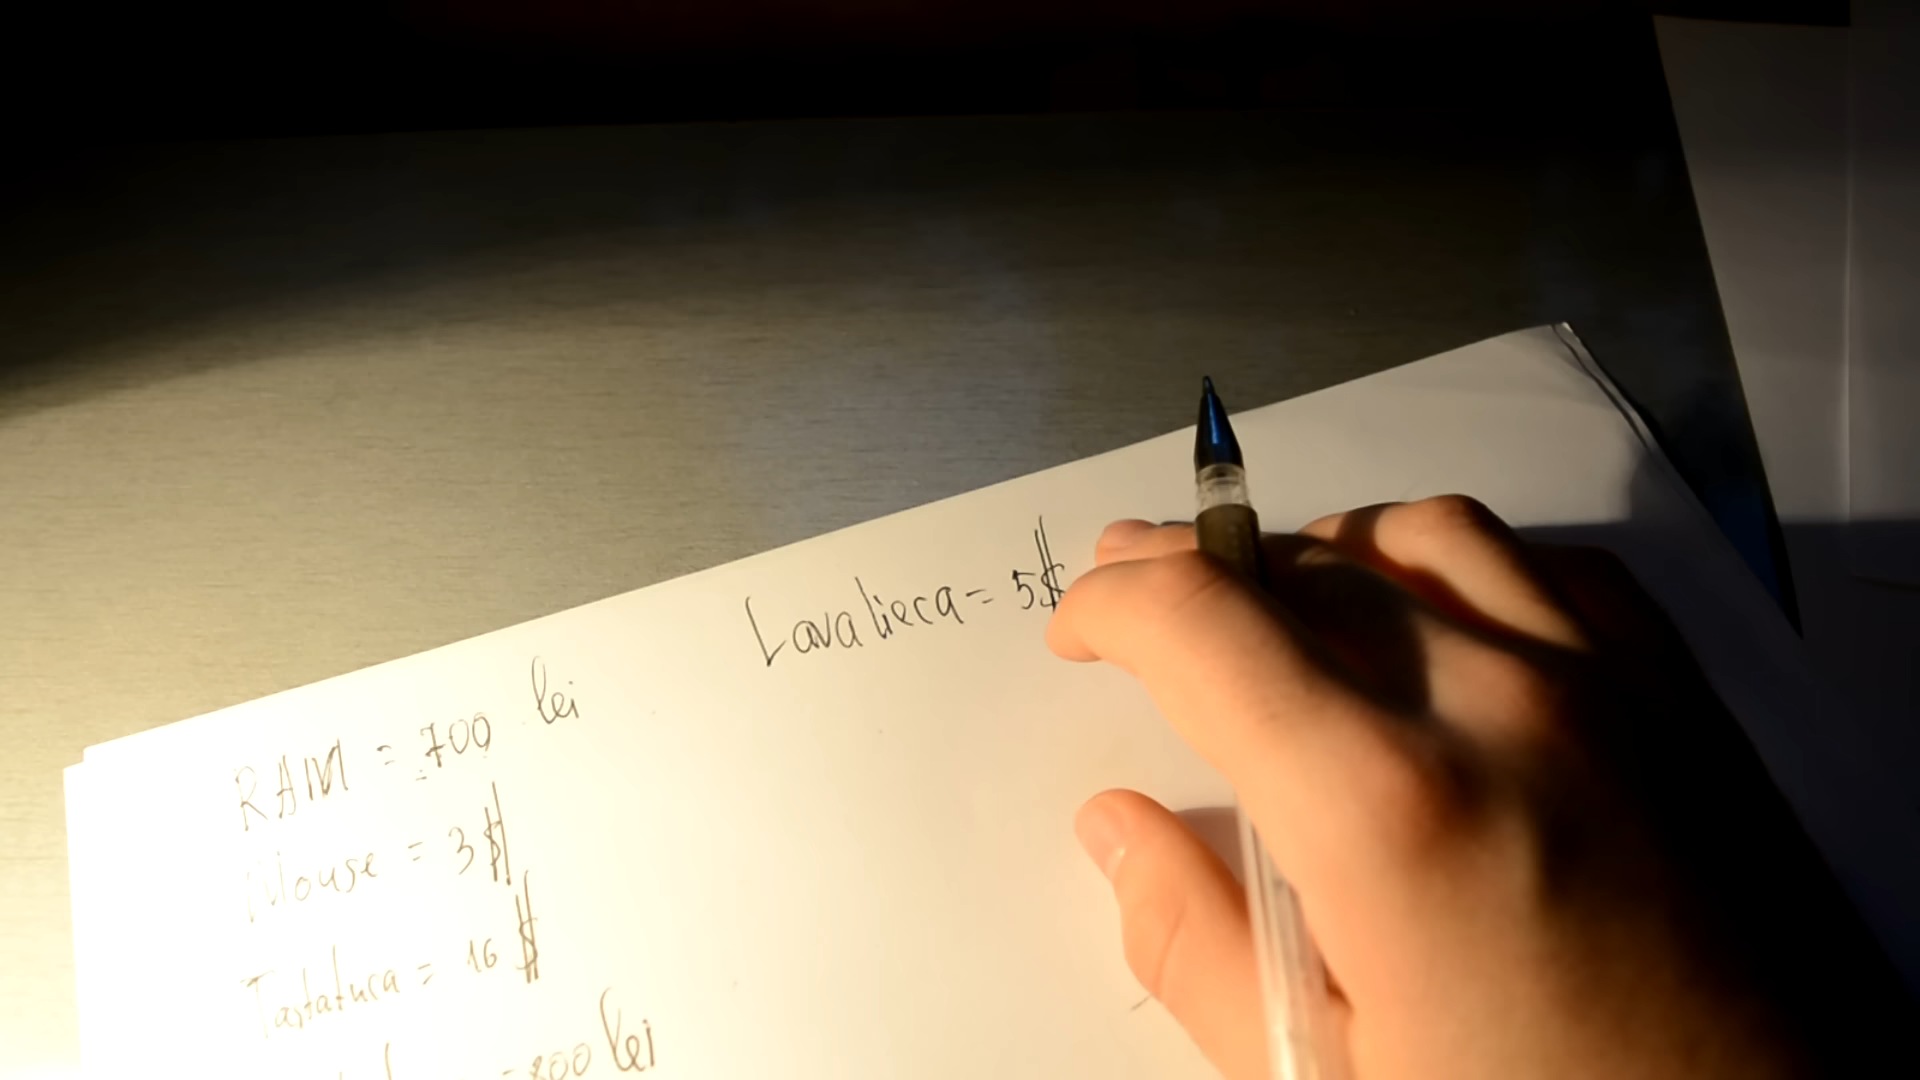 Lavaliera = 5$
RAM = 700 lei
Mouse = 3$
Tastatura = 16 $
= 800 lei